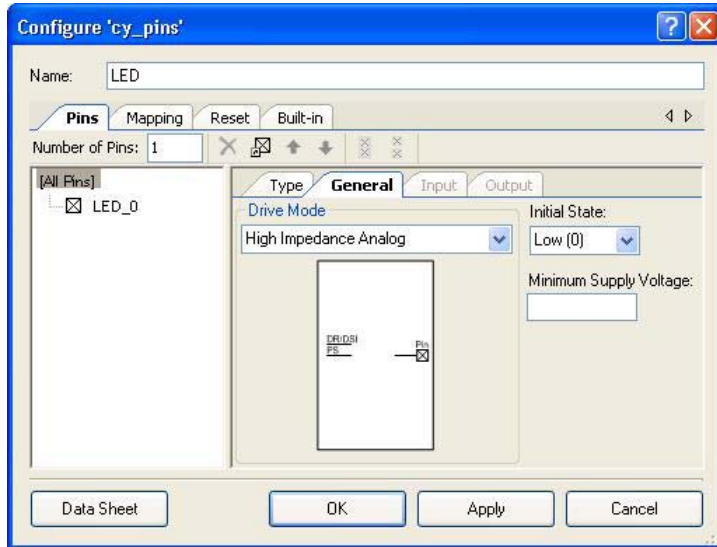 Configure 'cy_pins'
Name: LED
Pins Mapping Reset Built-in
Number of Pins: 1
[All Pins]
LED_0
Type General Input Output
Drive Mode
High Impedance Analog
Initial State:
Low (0)
Minimum Supply Voltage:
DR/DSI
PS
Pin
Data Sheet OK Apply Cancel